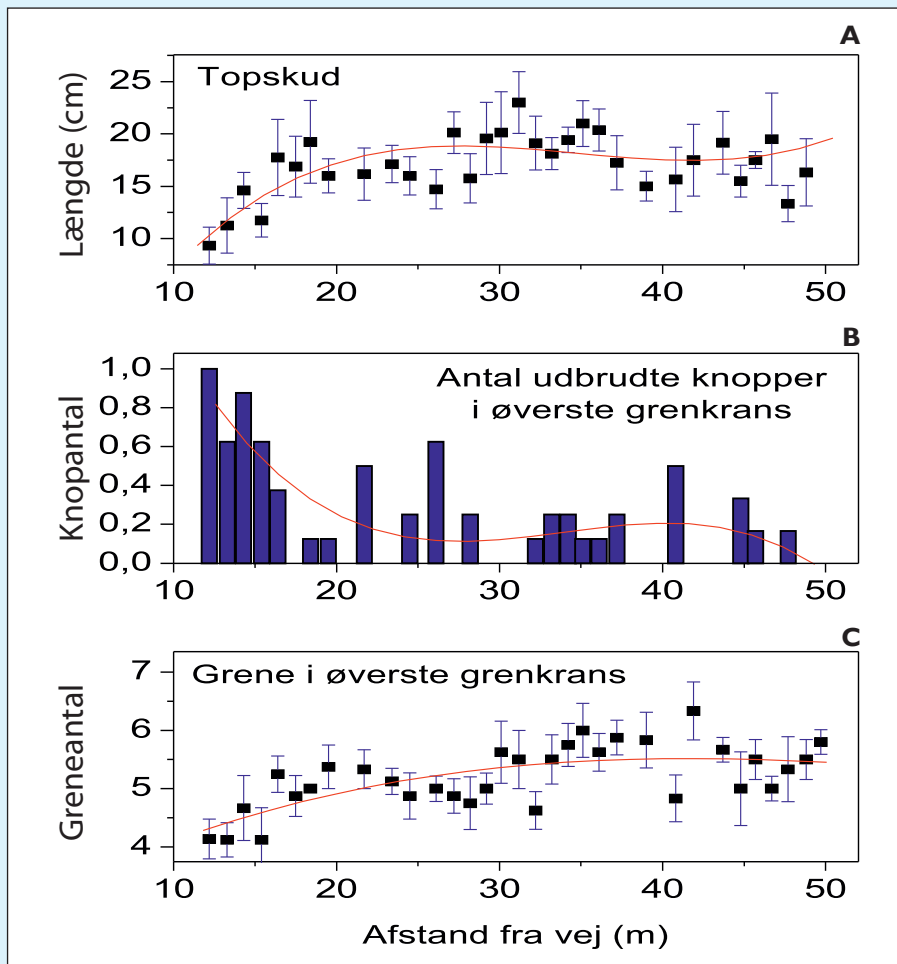 A
Topskud
Længde (cm)
25
20
15
10
10 20 30 40 50
B
Antal udbrudte knopper
i øverste grenkrans
Knopantal
1,0
0,8
0,6
0,4
0,2
0,0
10 20 30 40 50
C
Grene i øverste grenkrans
Greneantal
7
6
5
4
10 20 30 40 50
Afstand fra vej (m)